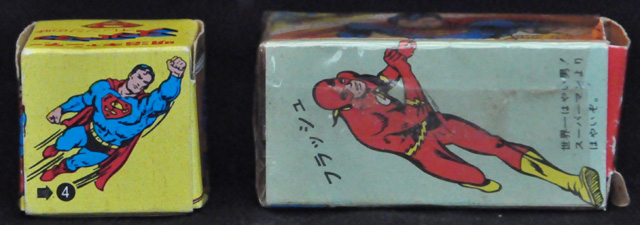 4
フラッシュ
世界一はやい男!
スーパーマンより
はやいぞ。